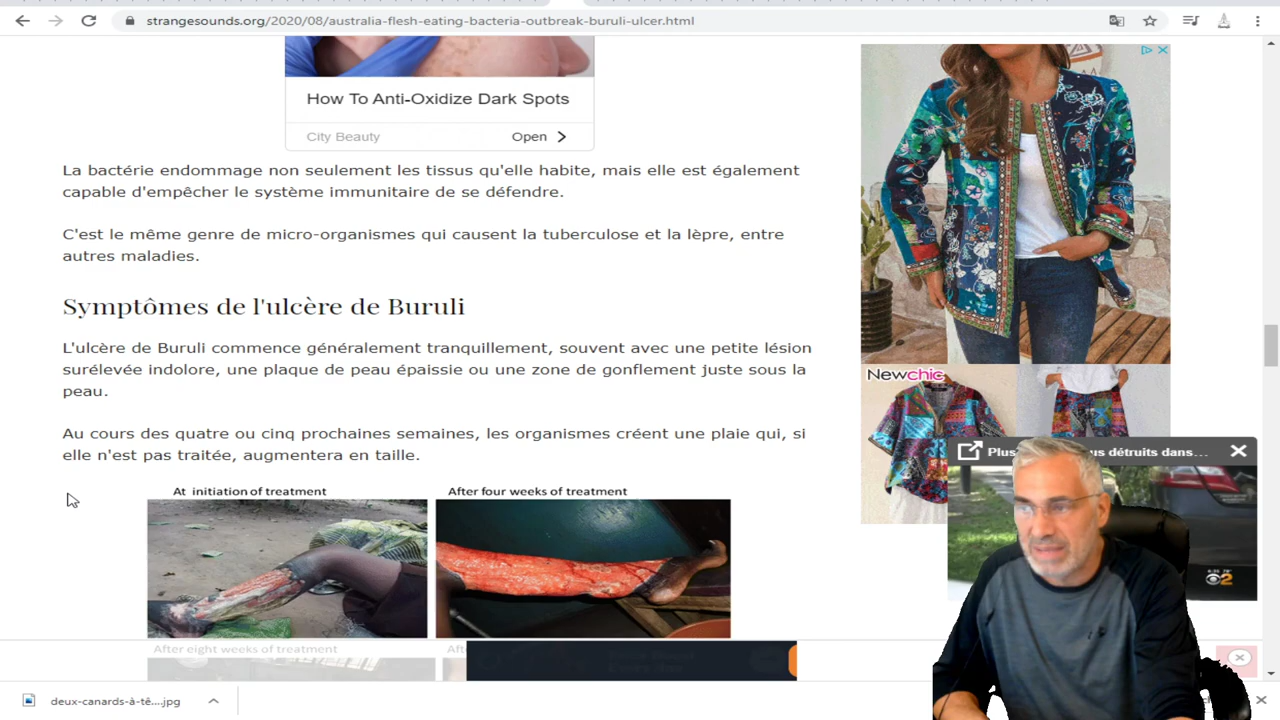 strangesounds.org/2020/08/australia-flesh-eating-bacteria-outbreak-buruli-ulcer.html
How To Anti-Oxidize Dark Spots
City Beauty
Open
La bactérie endommage non seulement les tissus qu'elle habite, mais elle est également
capable d'empêcher le système immunitaire de se défendre.
C'est le même genre de micro-organismes qui causent la tuberculose et la lèpre, entre
autres maladies.
Symptômes de l'ulcère de Buruli
L'ulcère de Buruli commence généralement tranquillement, souvent avec une petite lésion
surélevée indolore, une plaque de peau épaissie ou une zone de gonflement juste sous la
peau.
Au cours des quatre ou cinq prochaines semaines, les organismes créent une plaie qui, si
elle n'est pas traitée, augmentera en taille.
At initiation of treatment
After four weeks of treatment
After eight weeks of treatment
Newchic
détruits dans...
2
deux-canards-à-tê....jpg